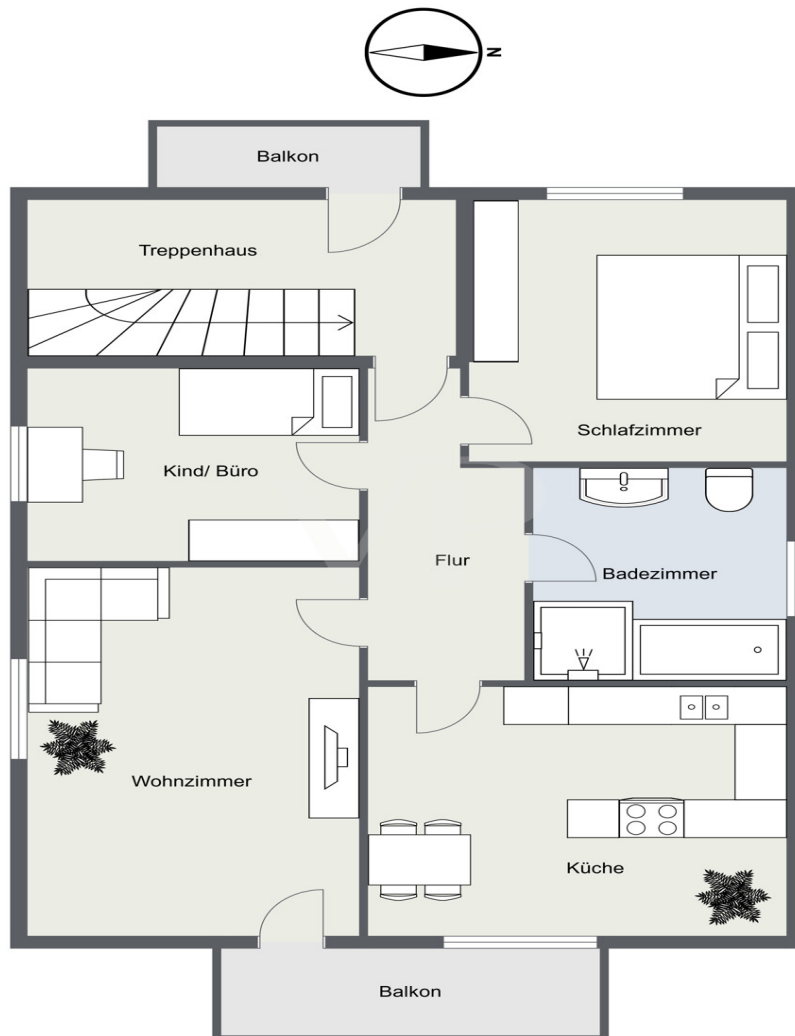 N
Balkon
Treppenhaus
Schlafzimmer
Kind/ Büro
Flur
Badezimmer
Wohnzimmer
Küche
Balkon